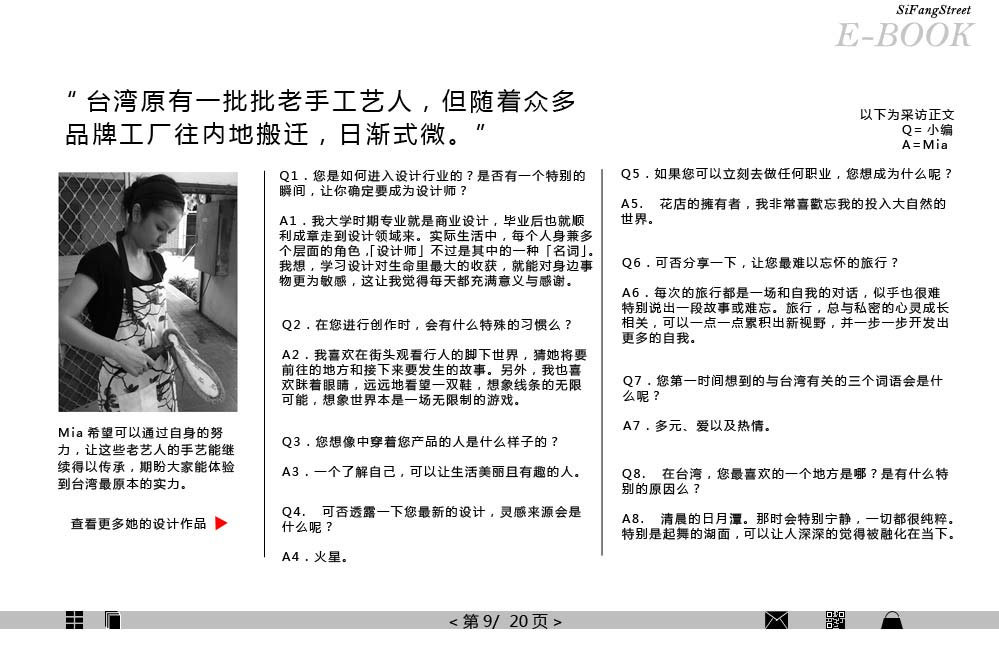 SiFangStreet
E-BOOK
“ 台湾原有一批批老手工艺人，但随着众多
品牌工厂往内地搬迁，日渐式微。”
以下为采访正文
Q= 小编
A=Mia
Mia 希望可以通过自身的努
力，让这些老艺人的手艺能继
续得以传承，期盼大家能体验
到台湾最原本的实力。
查看更多她的设计作品
Q1．您是如何进入设计行业的？是否有一个特别的
瞬间，让你确定要成为设计师？
A1．我大学时期专业就是商业设计，毕业后也就顺
利成章走到设计领域来。实际生活中，每个人身兼多
个层面的角色，「设计师」不过是其中的一种「名词」。
我想，学习设计对生命里最大的收获，就能对身边事
物更为敏感，这让我觉得每天都充满意义与感谢。
Q2．在您进行创作时，会有什么特殊的习惯么？
A2．我喜欢在街头观看行人的脚下世界，猜她将要
前往的地方和接下来要发生的故事。另外，我也喜
欢眯着眼睛，远远地看望一双鞋，想象线条的无限
可能，想象世界本是一场无限制的游戏。
Q3．您想像中穿着您产品的人是什么样子的？
A3．一个了解自己，可以让生活美丽且有趣的人。
Q4. 可否透露一下您最新的设计，灵感来源会是
什么呢？
A4．火星。
Q5．如果您可以立刻去做任何职业，您想成为什么呢？
A5. 花店的擁有者，我非常喜歡忘我的投入大自然的
世界。
Q6．可否分享一下，让您最难以忘怀的旅行？
A6．每次的旅行都是一场和自我的对话，似乎也很难
特别说出一段故事或难忘。旅行，总与私密的心灵成长
相关，可以一点一点累积出新视野，并一步一步开发出
更多的自我。
Q7．您第一时间想到的与台湾有关的三个词语会是什
么呢？
A7．多元、爱以及热情。
Q8. 在台湾，您最喜欢的一个地方是哪？是有什么特
别的原因么？
A8. 清晨的日月潭。那时会特别宁静，一切都很纯粹。
特别是起舞的湖面，可以让人深深的觉得被融化在当下。
< 第 9/ 20 页 >